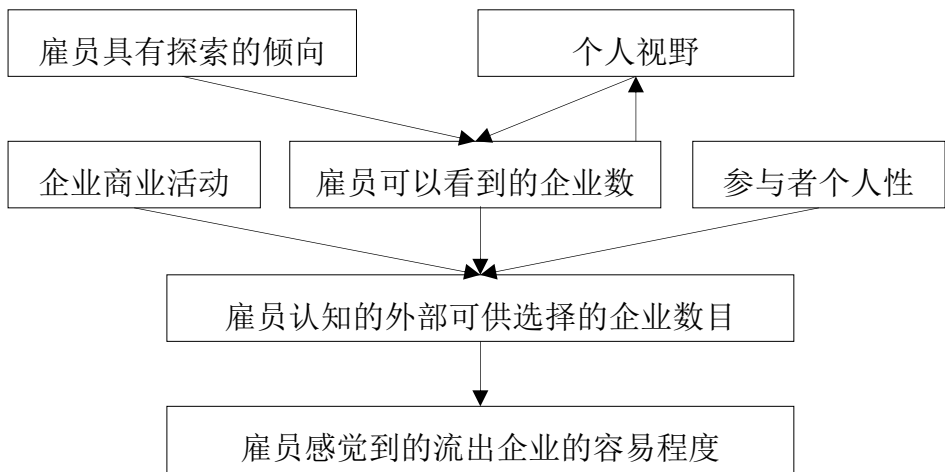 雇员具有探索的倾向
个人视野
企业商业活动
雇员可以看到的企业数
参与者个人性
雇员认知的外部可供选择的企业数目
雇员感觉到的流出企业的容易程度